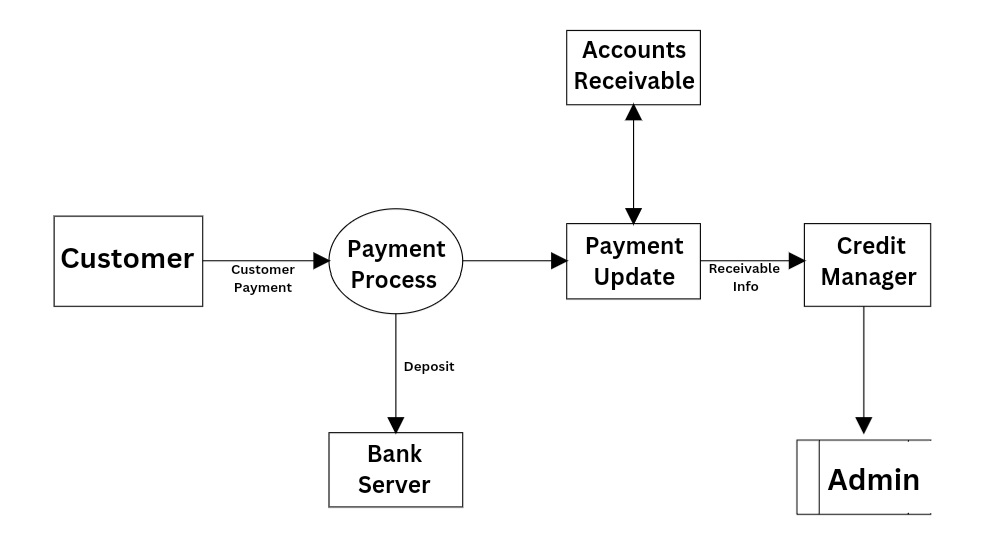 Accounts
Receivable
Customer
Customer
Payment
Payment
Process
Payment
Update
Receivable
Info
Credit
Manager
Deposit
Bank
Server
Admin